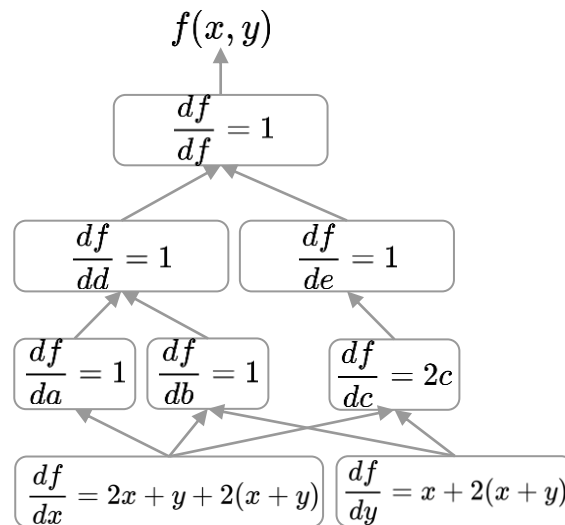 f(x, y)
df/df = 1
df/dd = 1
df/de = 1
df/da = 1
df/db = 1
df/dc = 2c
df/dx = 2x + y + 2(x + y)
df/dy = x + 2(x + y)